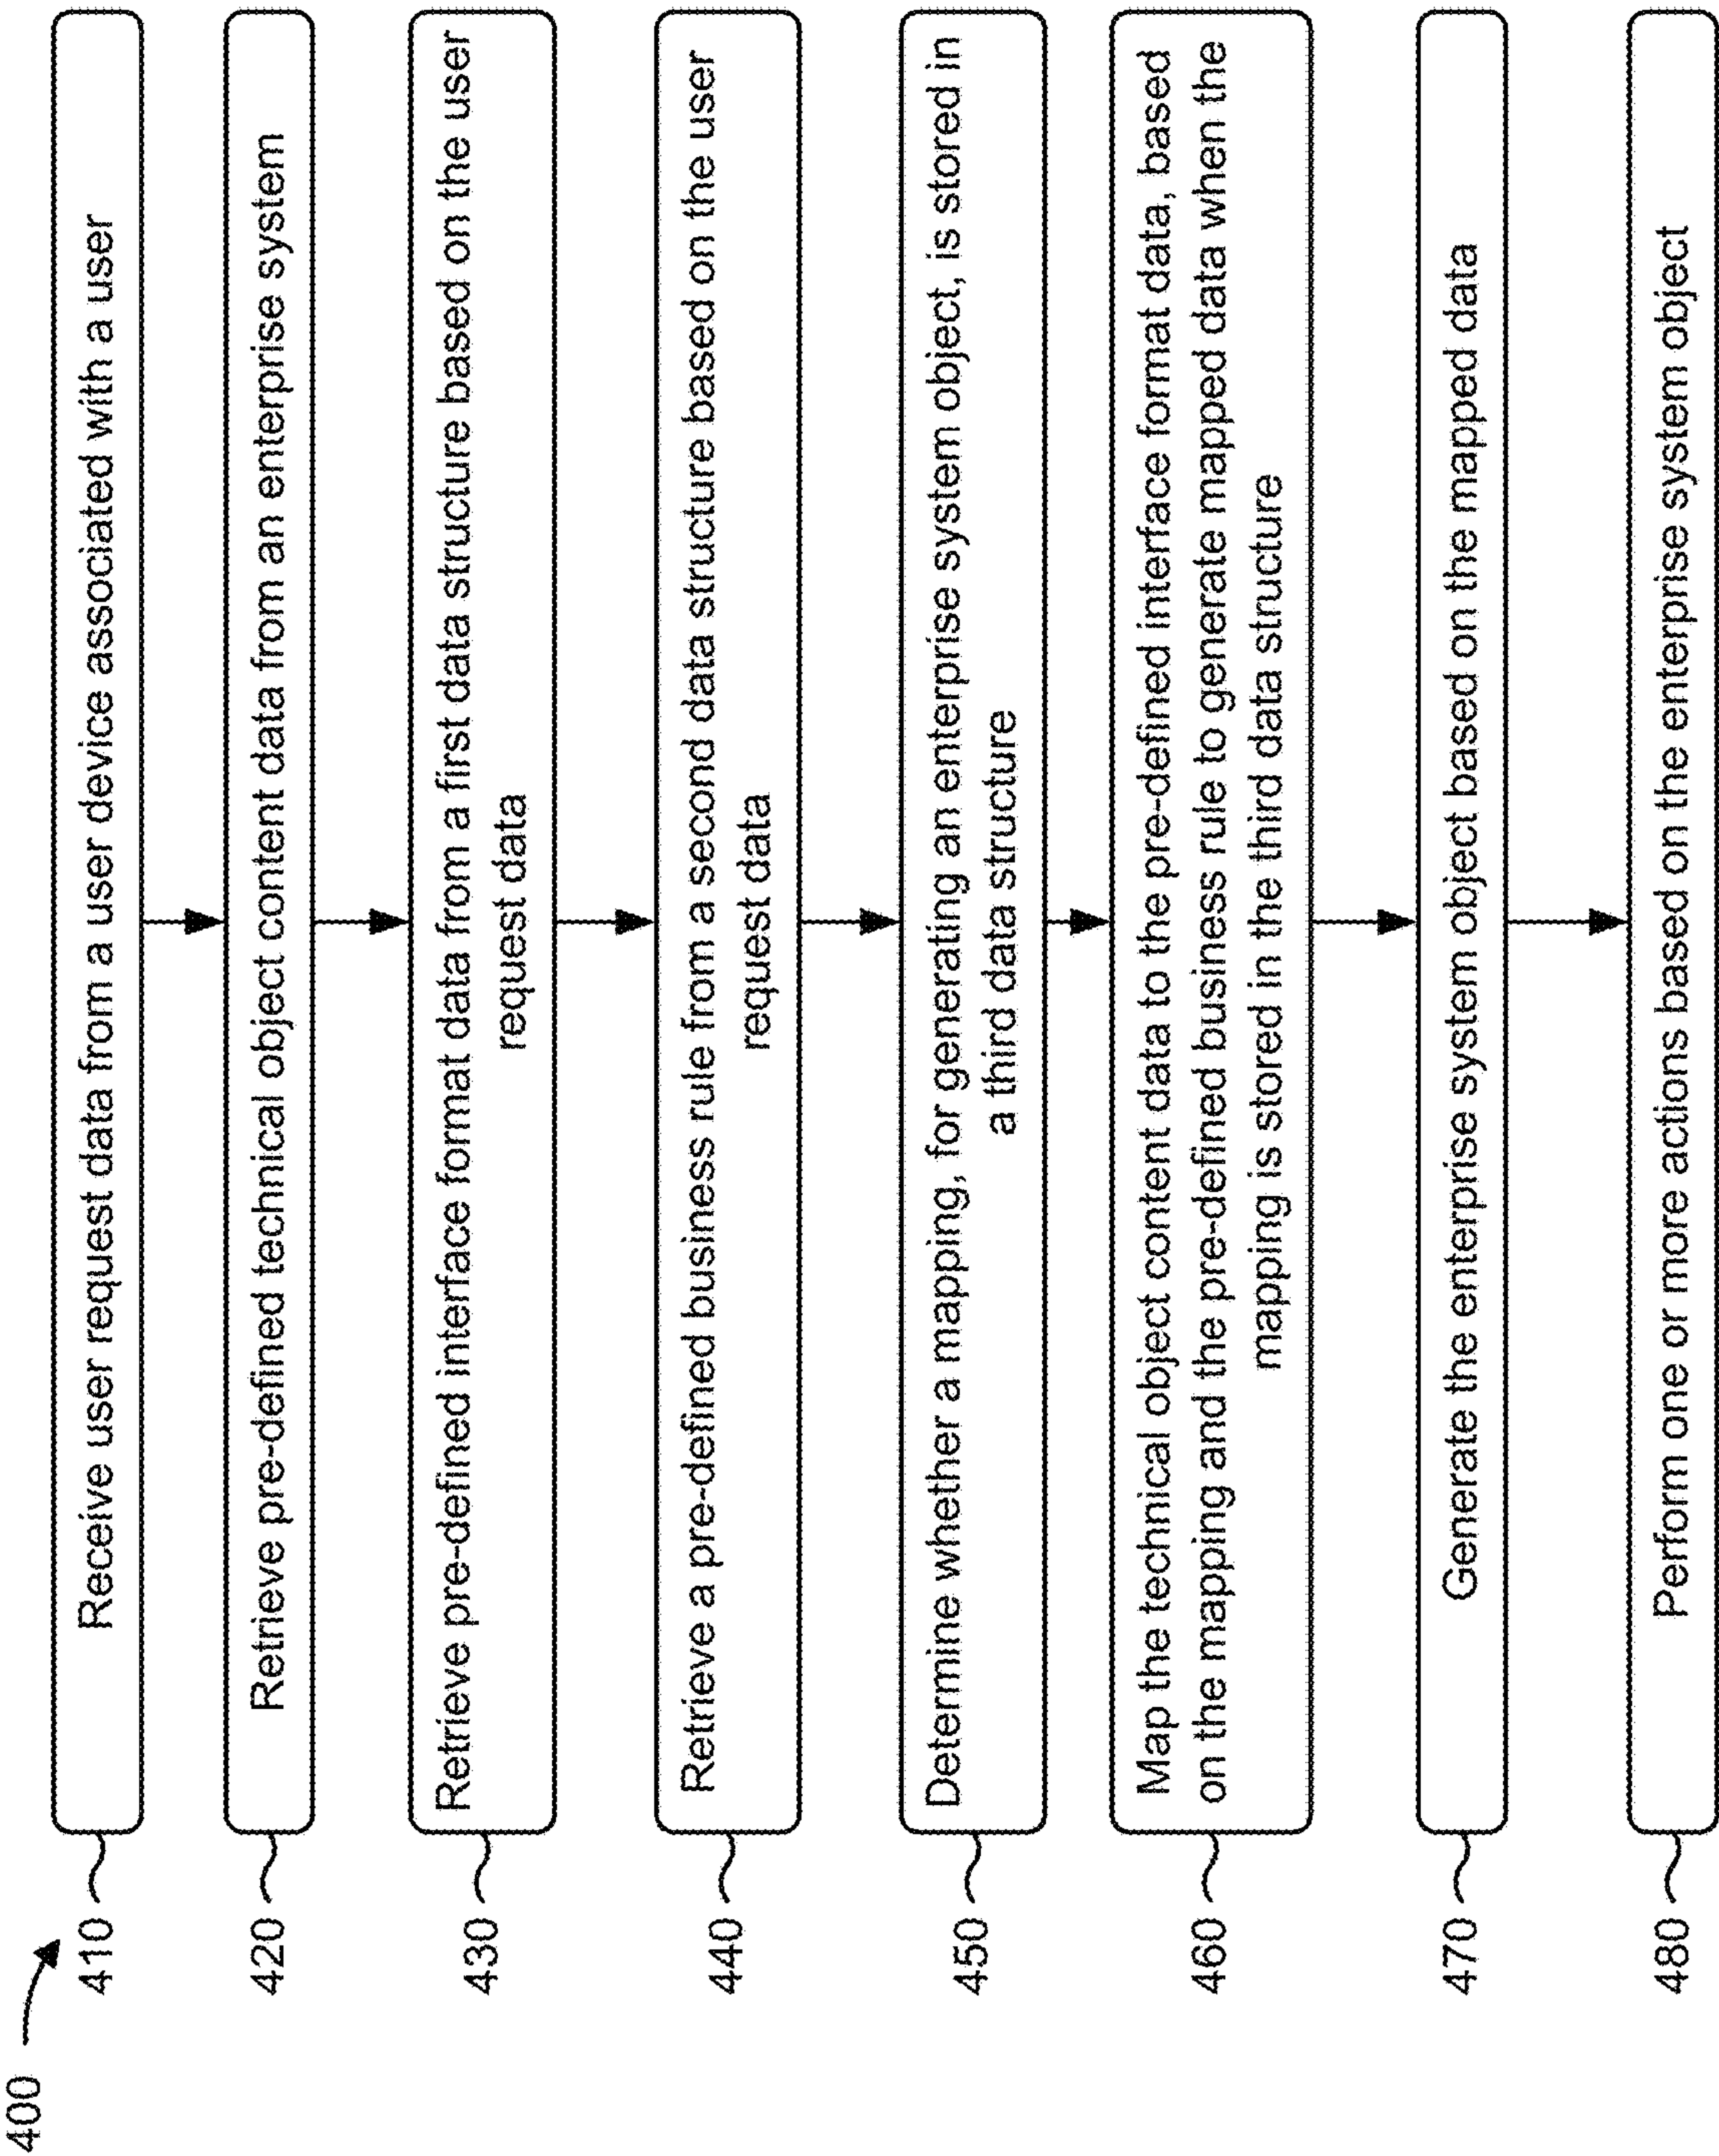 400
410
Receive user request data from a user device associated with a user
420
Retrieve pre-defined technical object content data from an enterprise system
430
Retrieve pre-defined interface format data from a first data structure based on the user
request data
440
Retrieve a pre-defined business rule from a second data structure based on the user
request data
450
Determine whether a mapping, for generating an enterprise system object, is stored in
a third data structure
460
Map the technical object content data to the pre-defined interface format data, based
on the mapping and the pre-defined business rule to generate mapped data when the
mapping is stored in the third data structure
470
Generate the enterprise system object based on the mapped data
480
Perform one or more actions based on the enterprise system object